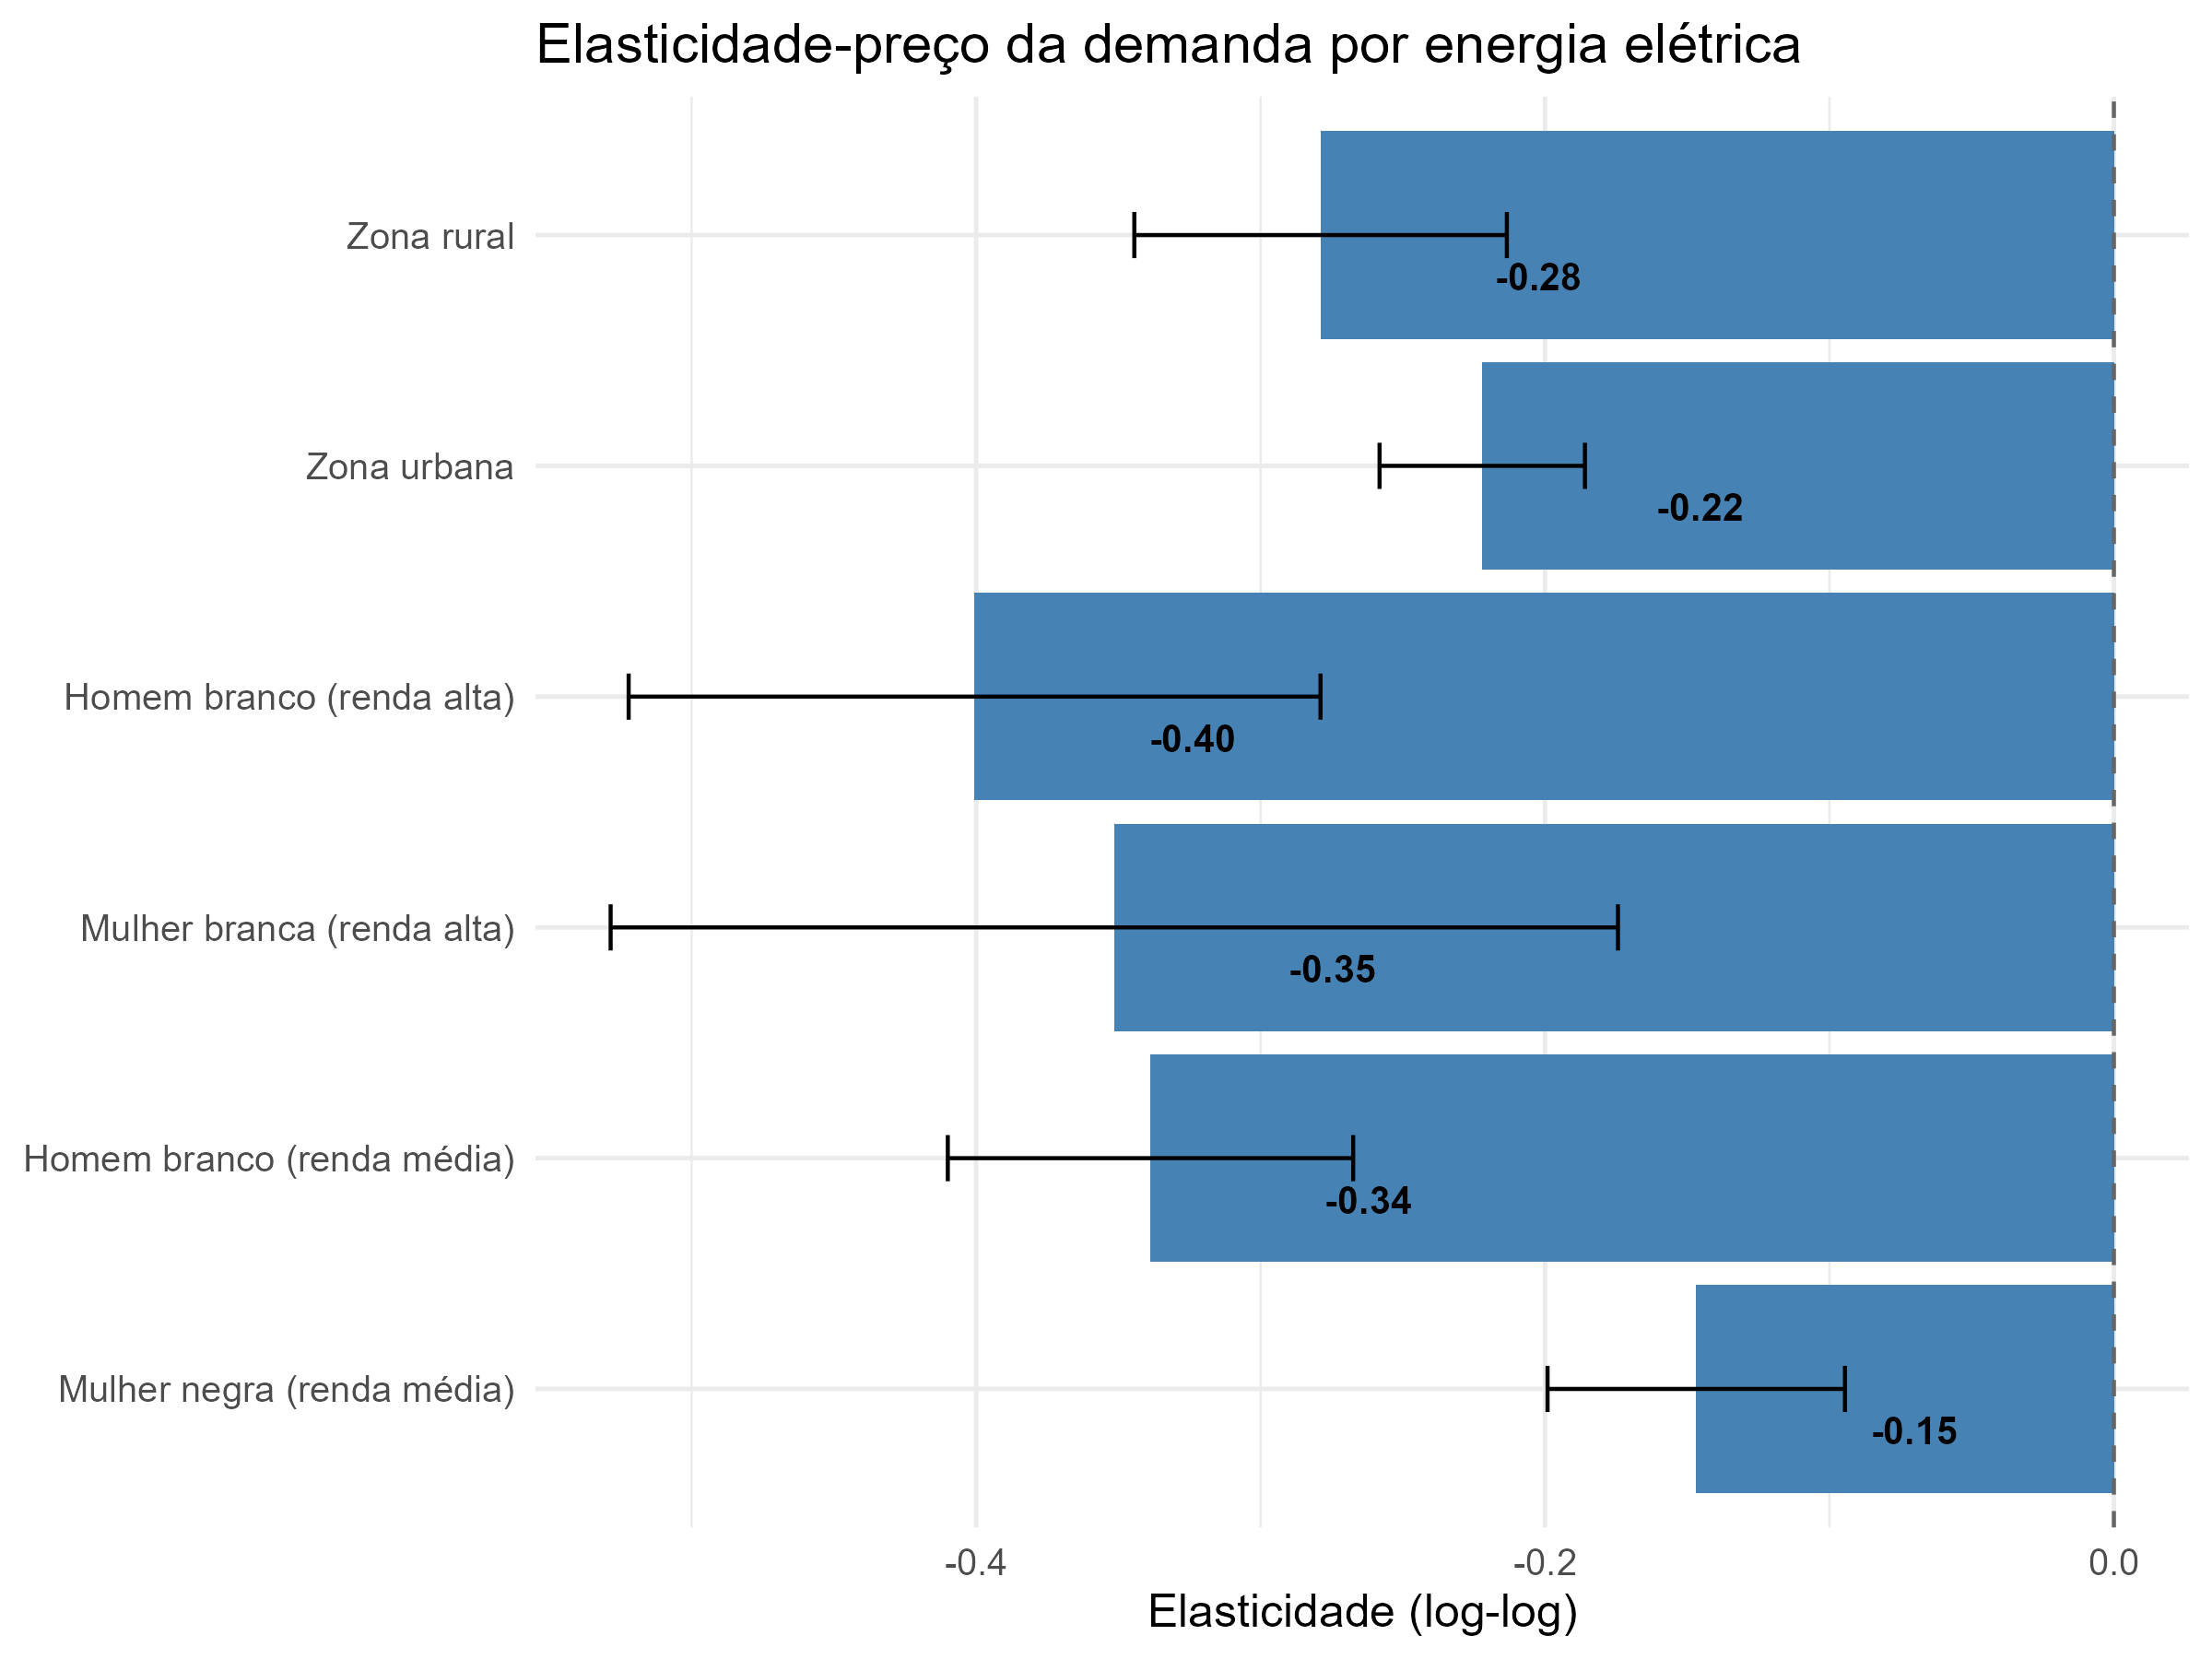 Elasticidade-preço da demanda por energia elétrica
Zona rural
-0.28
Zona urbana
-0.22
Homem branco (renda alta)
-0.40
Mulher branca (renda alta)
-0.35
Homem branco (renda média)
-0.34
Mulher negra (renda média)
-0.15
-0.4 -0.2 0.0
Elasticidade (log-log)